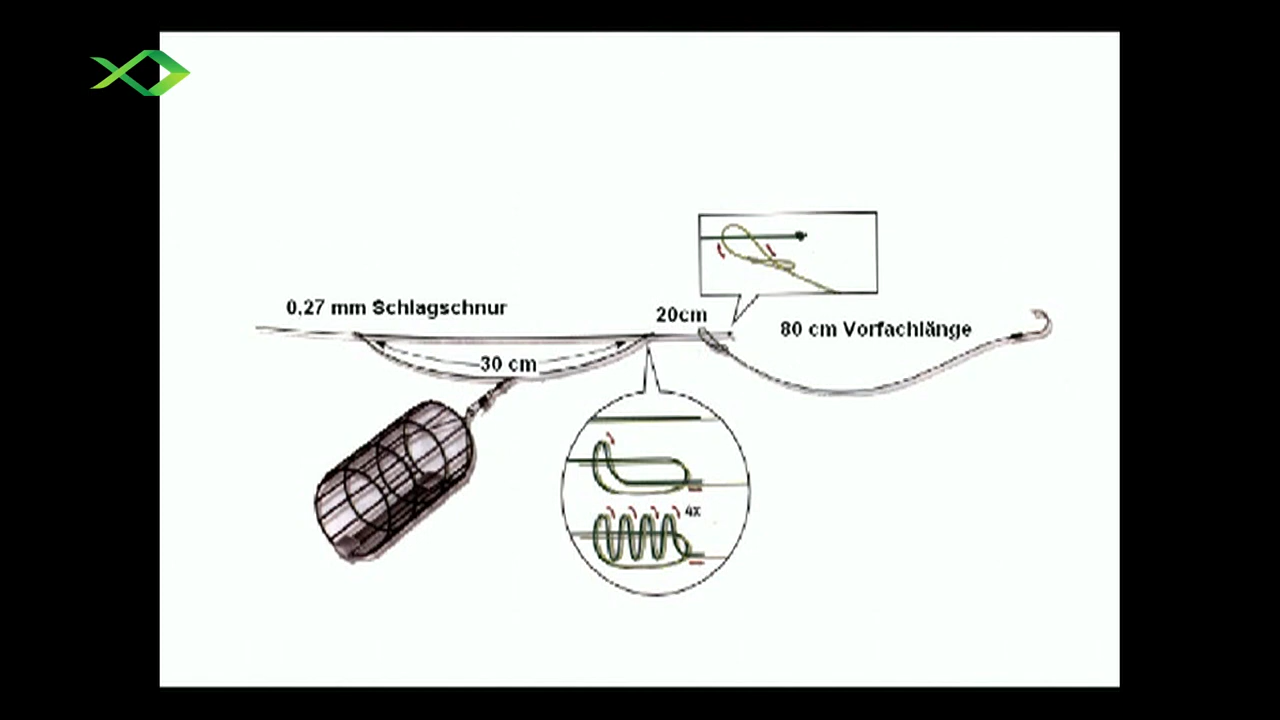 0,27 mm Schlagschnur
20cm
80 cm Vorfachlänge
30 cm
4x